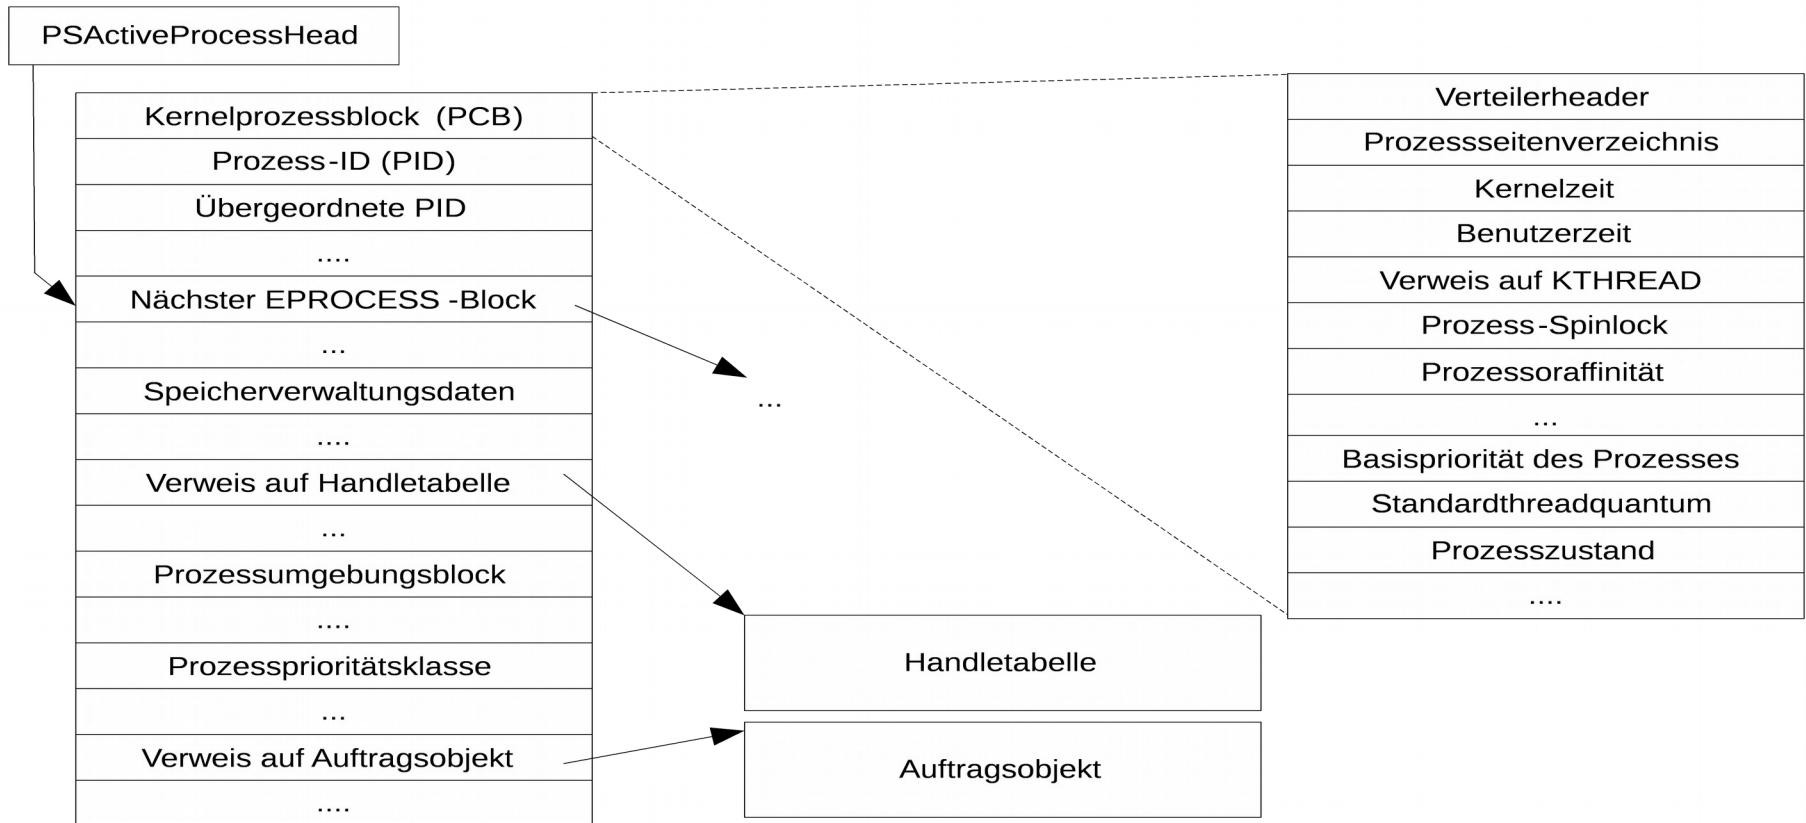 PSActiveProcessHead
Kernelprozessblock (PCB)
Prozess-ID (PID)
Übergeordnete PID
....
Nächster EPROCESS -Block
...
Speicherverwaltungsdaten
....
Verweis auf Handletabelle
...
Prozessumgebungsblock
....
Prozessprioritätsklasse
...
Verweis auf Auftragsobjekt
....
...
Handletabelle
Auftragsobjekt
Verteilerheader
Prozessseitenverzeichnis
Kernelzeit
Benutzerzeit
Verweis auf KTHREAD
Prozess-Spinlock
Prozessoraffinität
...
Basispriorität des Prozesses
Standardthreadquantum
Prozesszustand
....